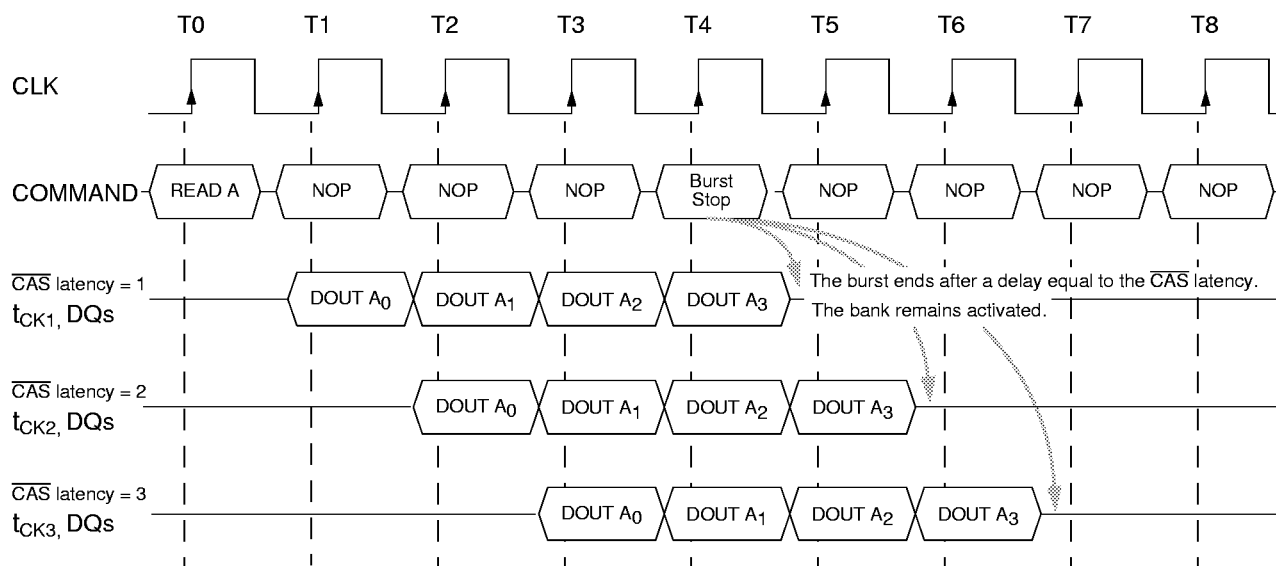 T0 T1 T2 T3 T4 T5 T6 T7 T8
CLK
COMMAND READ A NOP NOP NOP Burst Stop NOP NOP NOP NOP
CAS latency = 1
tCK1, DQs DOUT A0 DOUT A1 DOUT A2 DOUT A3
The burst ends after a delay equal to the CAS latency.
The bank remains activated.
CAS latency = 2
tCK2, DQs DOUT A0 DOUT A1 DOUT A2 DOUT A3
CAS latency = 3
tCK3, DQs DOUT A0 DOUT A1 DOUT A2 DOUT A3